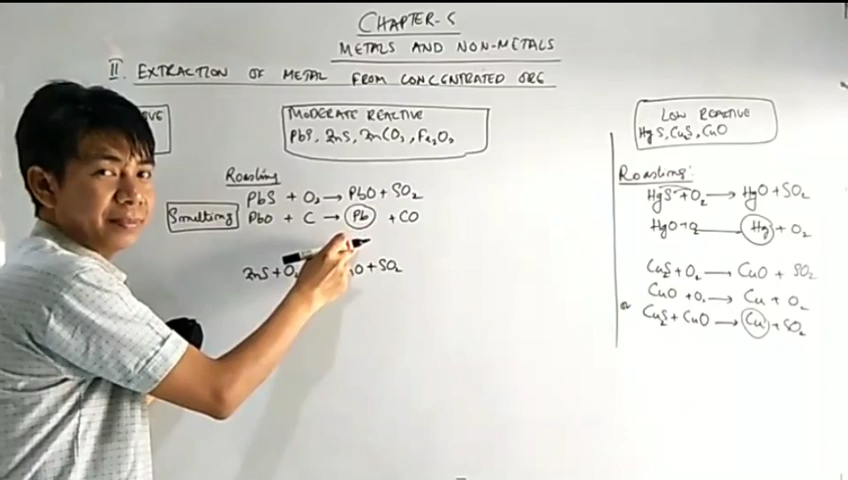 CHAPTER-5
METALS AND NON-METALS
II. EXTRACTION OF METAL FROM CONCENTRATED ORE
MODERATE REACTIVE
PbS, ZnS, ZnCO₃, Fe₂O₃
Roasting
PbS + O₂ → PbO + SO₂
Smelting PbO + C → Pb + CO
ZnS + O₂ O + SO₂
LOW REACTIVE
HgS, Cu₂S, CuO
Roasting:
HgS + O₂ → HgO + SO₂
HgO + O₂ → Hg + O₂
Cu₂S + O₂ → CuO + SO₂
CuO + O₂ → Cu + O₂
or Cu₂S + CuO → Cu + SO₂